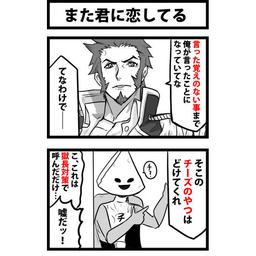 また君に恋してる
言った覚えのない事まで
俺が言ったことに
なっていてな
てなわけで――
そこの
チーズのやつは
どけてくれ
こ、これは
獄長対策で
呼んだだけ…
嘘だッ！